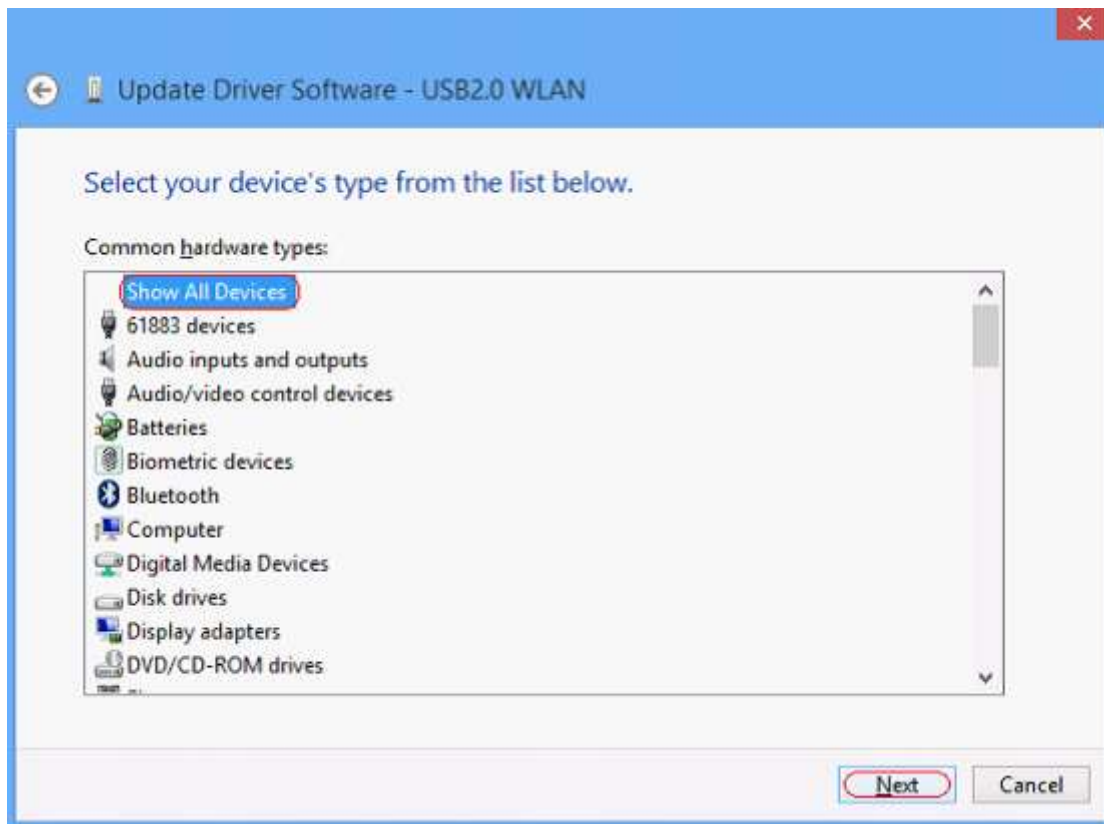 Update Driver Software - USB2.0 WLAN
Select your device's type from the list below.
Common hardware types:
Show All Devices
61883 devices
Audio inputs and outputs
Audio/video control devices
Batteries
Biometric devices
Bluetooth
Computer
Digital Media Devices
Disk drives
Display adapters
DVD/CD-ROM drives
Next Cancel